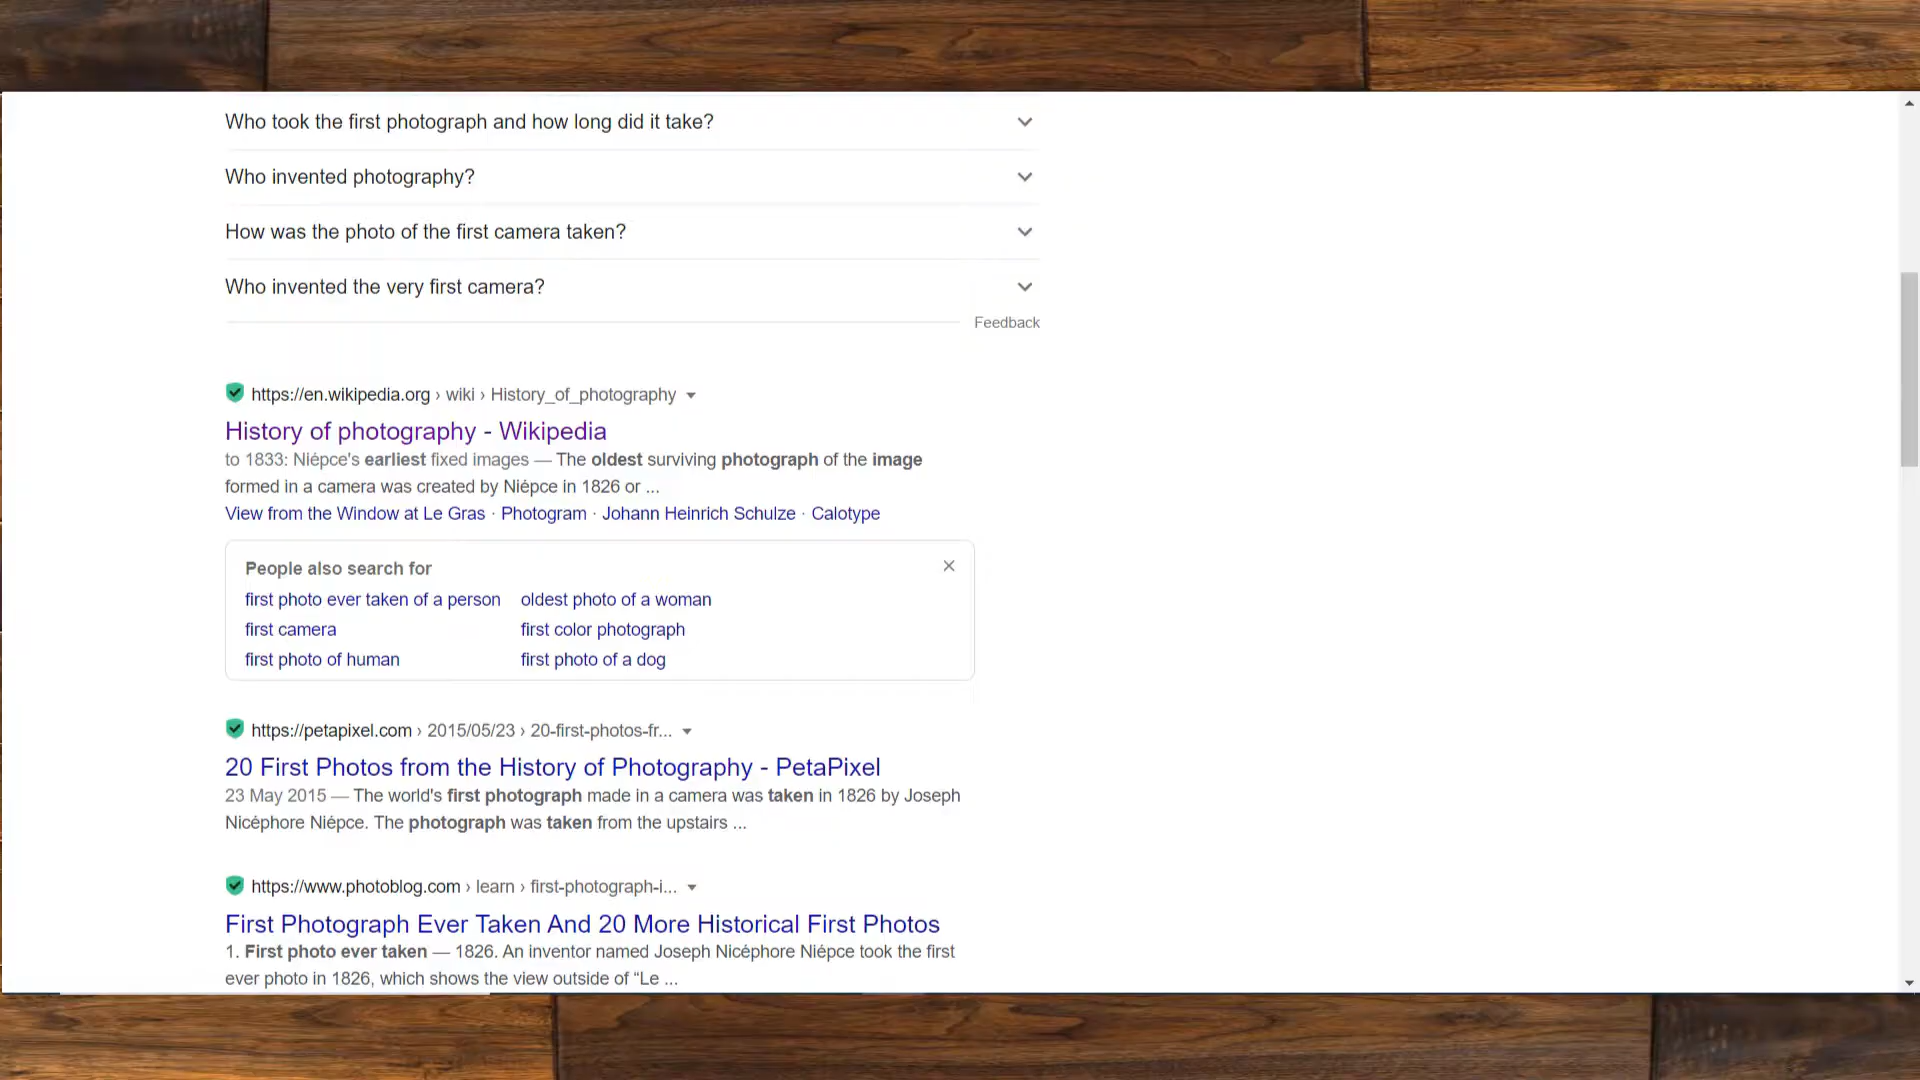 Who took the first photograph and how long did it take?
Who invented photography?
How was the photo of the first camera taken?
Who invented the very first camera?
Feedback
https://en.wikipedia.org › wiki › History_of_photography
History of photography - Wikipedia
to 1833: Niépce's earliest fixed images — The oldest surviving photograph of the image
formed in a camera was created by Niépce in 1826 or ...
View from the Window at Le Gras · Photogram · Johann Heinrich Schulze · Calotype
People also search for
first photo ever taken of a person oldest photo of a woman
first camera first color photograph
first photo of human first photo of a dog
https://petapixel.com › 2015/05/23 › 20-first-photos-fr...
20 First Photos from the History of Photography - PetaPixel
23 May 2015 — The world's first photograph made in a camera was taken in 1826 by Joseph
Nicéphore Niépce. The photograph was taken from the upstairs ...
https://www.photoblog.com › learn › first-photograph-i...
First Photograph Ever Taken And 20 More Historical First Photos
1. First photo ever taken — 1826. An inventor named Joseph Nicéphore Niépce took the first
ever photo in 1826, which shows the view outside of “Le ...